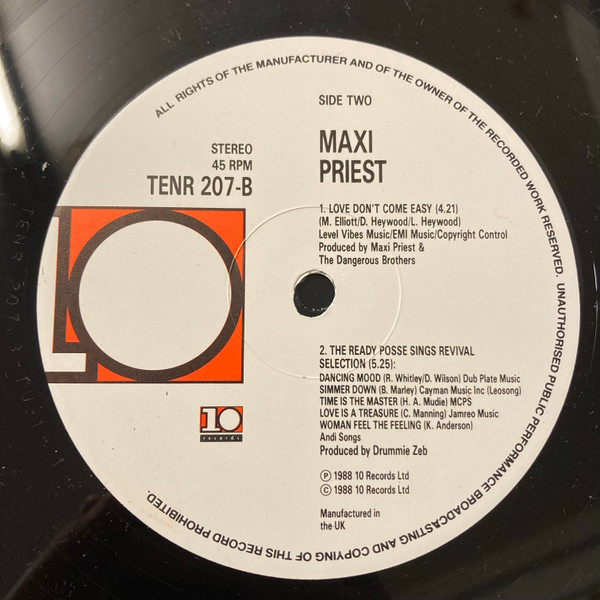 ALL RIGHTS OF THE MANUFACTURER AND OF THE OWNER OF THE RECORDED WORK RESERVED. UNAUTHORISED PUBLIC PERFORMANCE BROADCASTING AND COPYING OF THIS RECORD PROHIBITED.
SIDE TWO
STEREO
45 RPM
TENR 207-B
MAXI
PRIEST
1. LOVE DON'T COME EASY (4.21)
(M. Elliott/D. Heywood/L. Heywood)
Level Vibes Music/EMI Music/Copyright Control
Produced by Maxi Priest &
The Dangerous Brothers
10
2. THE READY POSSE SINGS REVIVAL
SELECTION (5.25):
DANCING MOOD (R. Whitley/D. Wilson) Dub Plate Music
SIMMER DOWN (B. Marley) Cayman Music Inc (Leosong)
TIME IS THE MASTER (H. A. Mudie) MCPS
LOVE IS A TREASURE (C. Manning) Jamreo Music
WOMAN FEEL THE FEELING (K. Anderson)
Andi Songs
Produced by Drummie Zeb
10
records
Ⓟ 1988 10 Records Ltd
© 1988 10 Records Ltd
Manufactured in
the UK